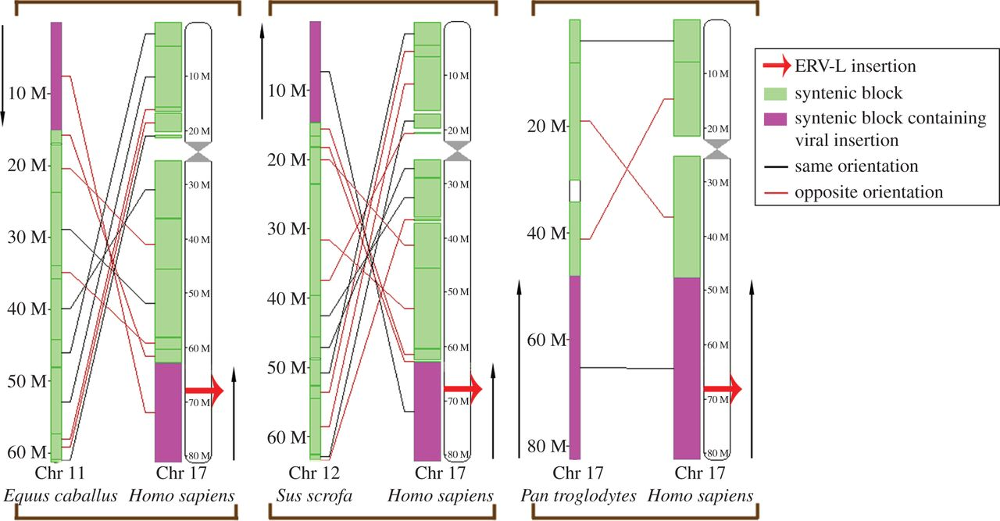 10 M
20 M
30 M
40 M
50 M
60 M
10 M
20 M
30 M
40 M
50 M
60 M
70 M
80 M
Chr 11
Chr 17
Equus caballus
Homo sapiens
10 M
20 M
30 M
40 M
50 M
60 M
10 M
20 M
30 M
40 M
50 M
60 M
70 M
80 M
Chr 12
Chr 17
Sus scrofa
Homo sapiens
20 M
40 M
60 M
80 M
10 M
20 M
30 M
40 M
50 M
60 M
70 M
80 M
Chr 17
Chr 17
Pan troglodytes
Homo sapiens
ERV-L insertion
syntenic block
syntenic block containing
viral insertion
same orientation
opposite orientation